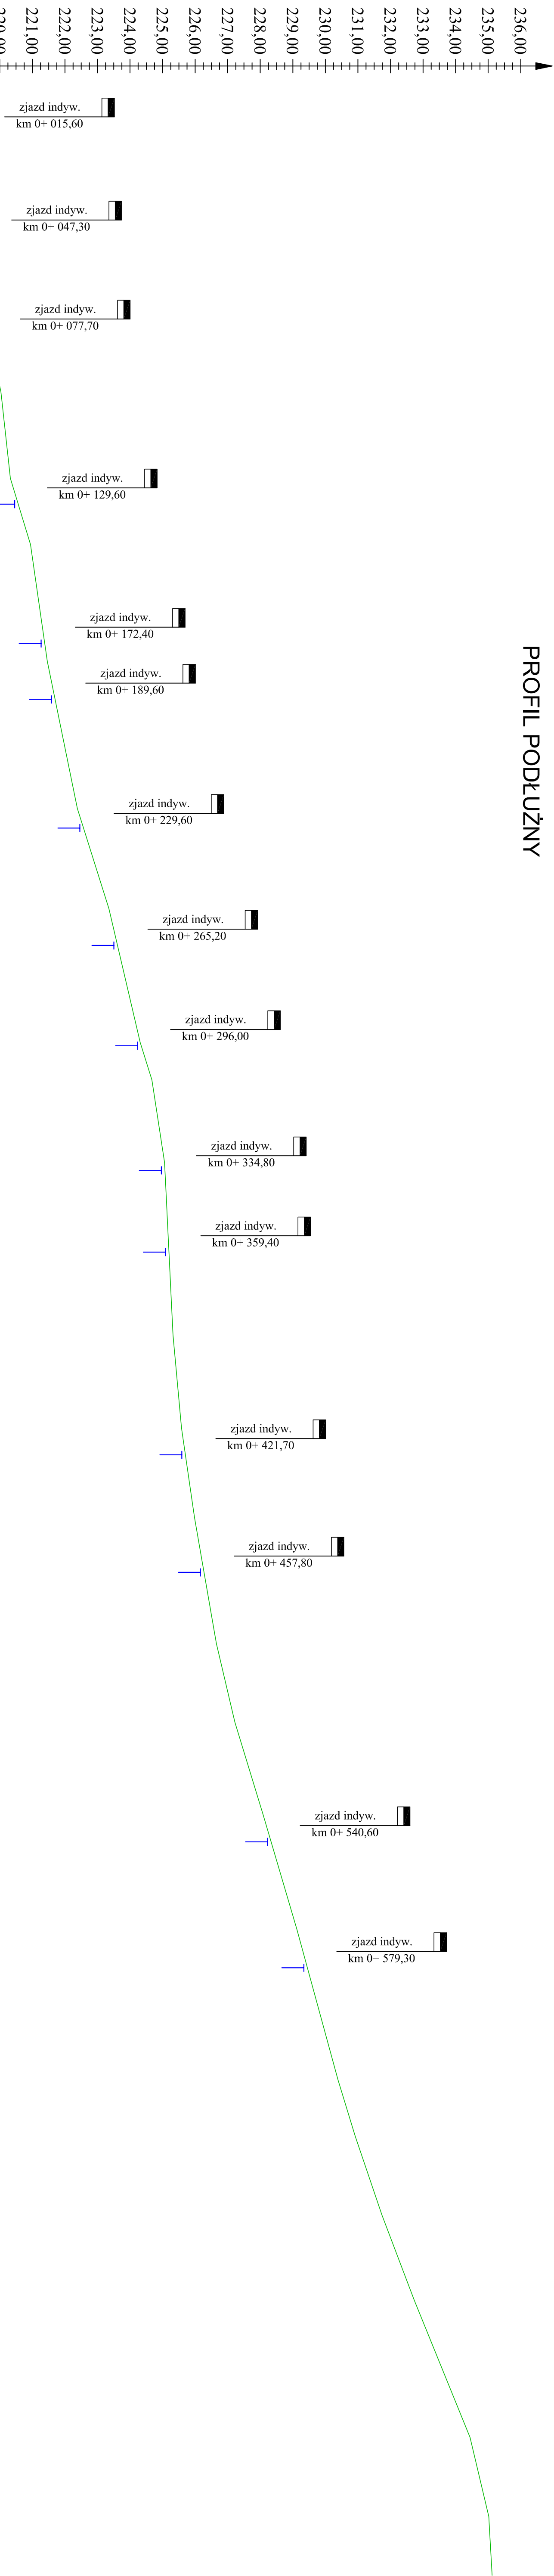 236,00
235,00
234,00
233,00
232,00
231,00
230,00
229,00
228,00
227,00
226,00
225,00
224,00
223,00
222,00
221,00
PROFIL PODŁUŻNY
zjazd indyw.
km 0+ 015,60
zjazd indyw.
km 0+ 047,30
zjazd indyw.
km 0+ 077,70
zjazd indyw.
km 0+ 129,60
zjazd indyw.
km 0+ 172,40
zjazd indyw.
km 0+ 189,60
zjazd indyw.
km 0+ 229,60
zjazd indyw.
km 0+ 265,20
zjazd indyw.
km 0+ 296,00
zjazd indyw.
km 0+ 334,80
zjazd indyw.
km 0+ 359,40
zjazd indyw.
km 0+ 421,70
zjazd indyw.
km 0+ 457,80
zjazd indyw.
km 0+ 540,60
zjazd indyw.
km 0+ 579,30